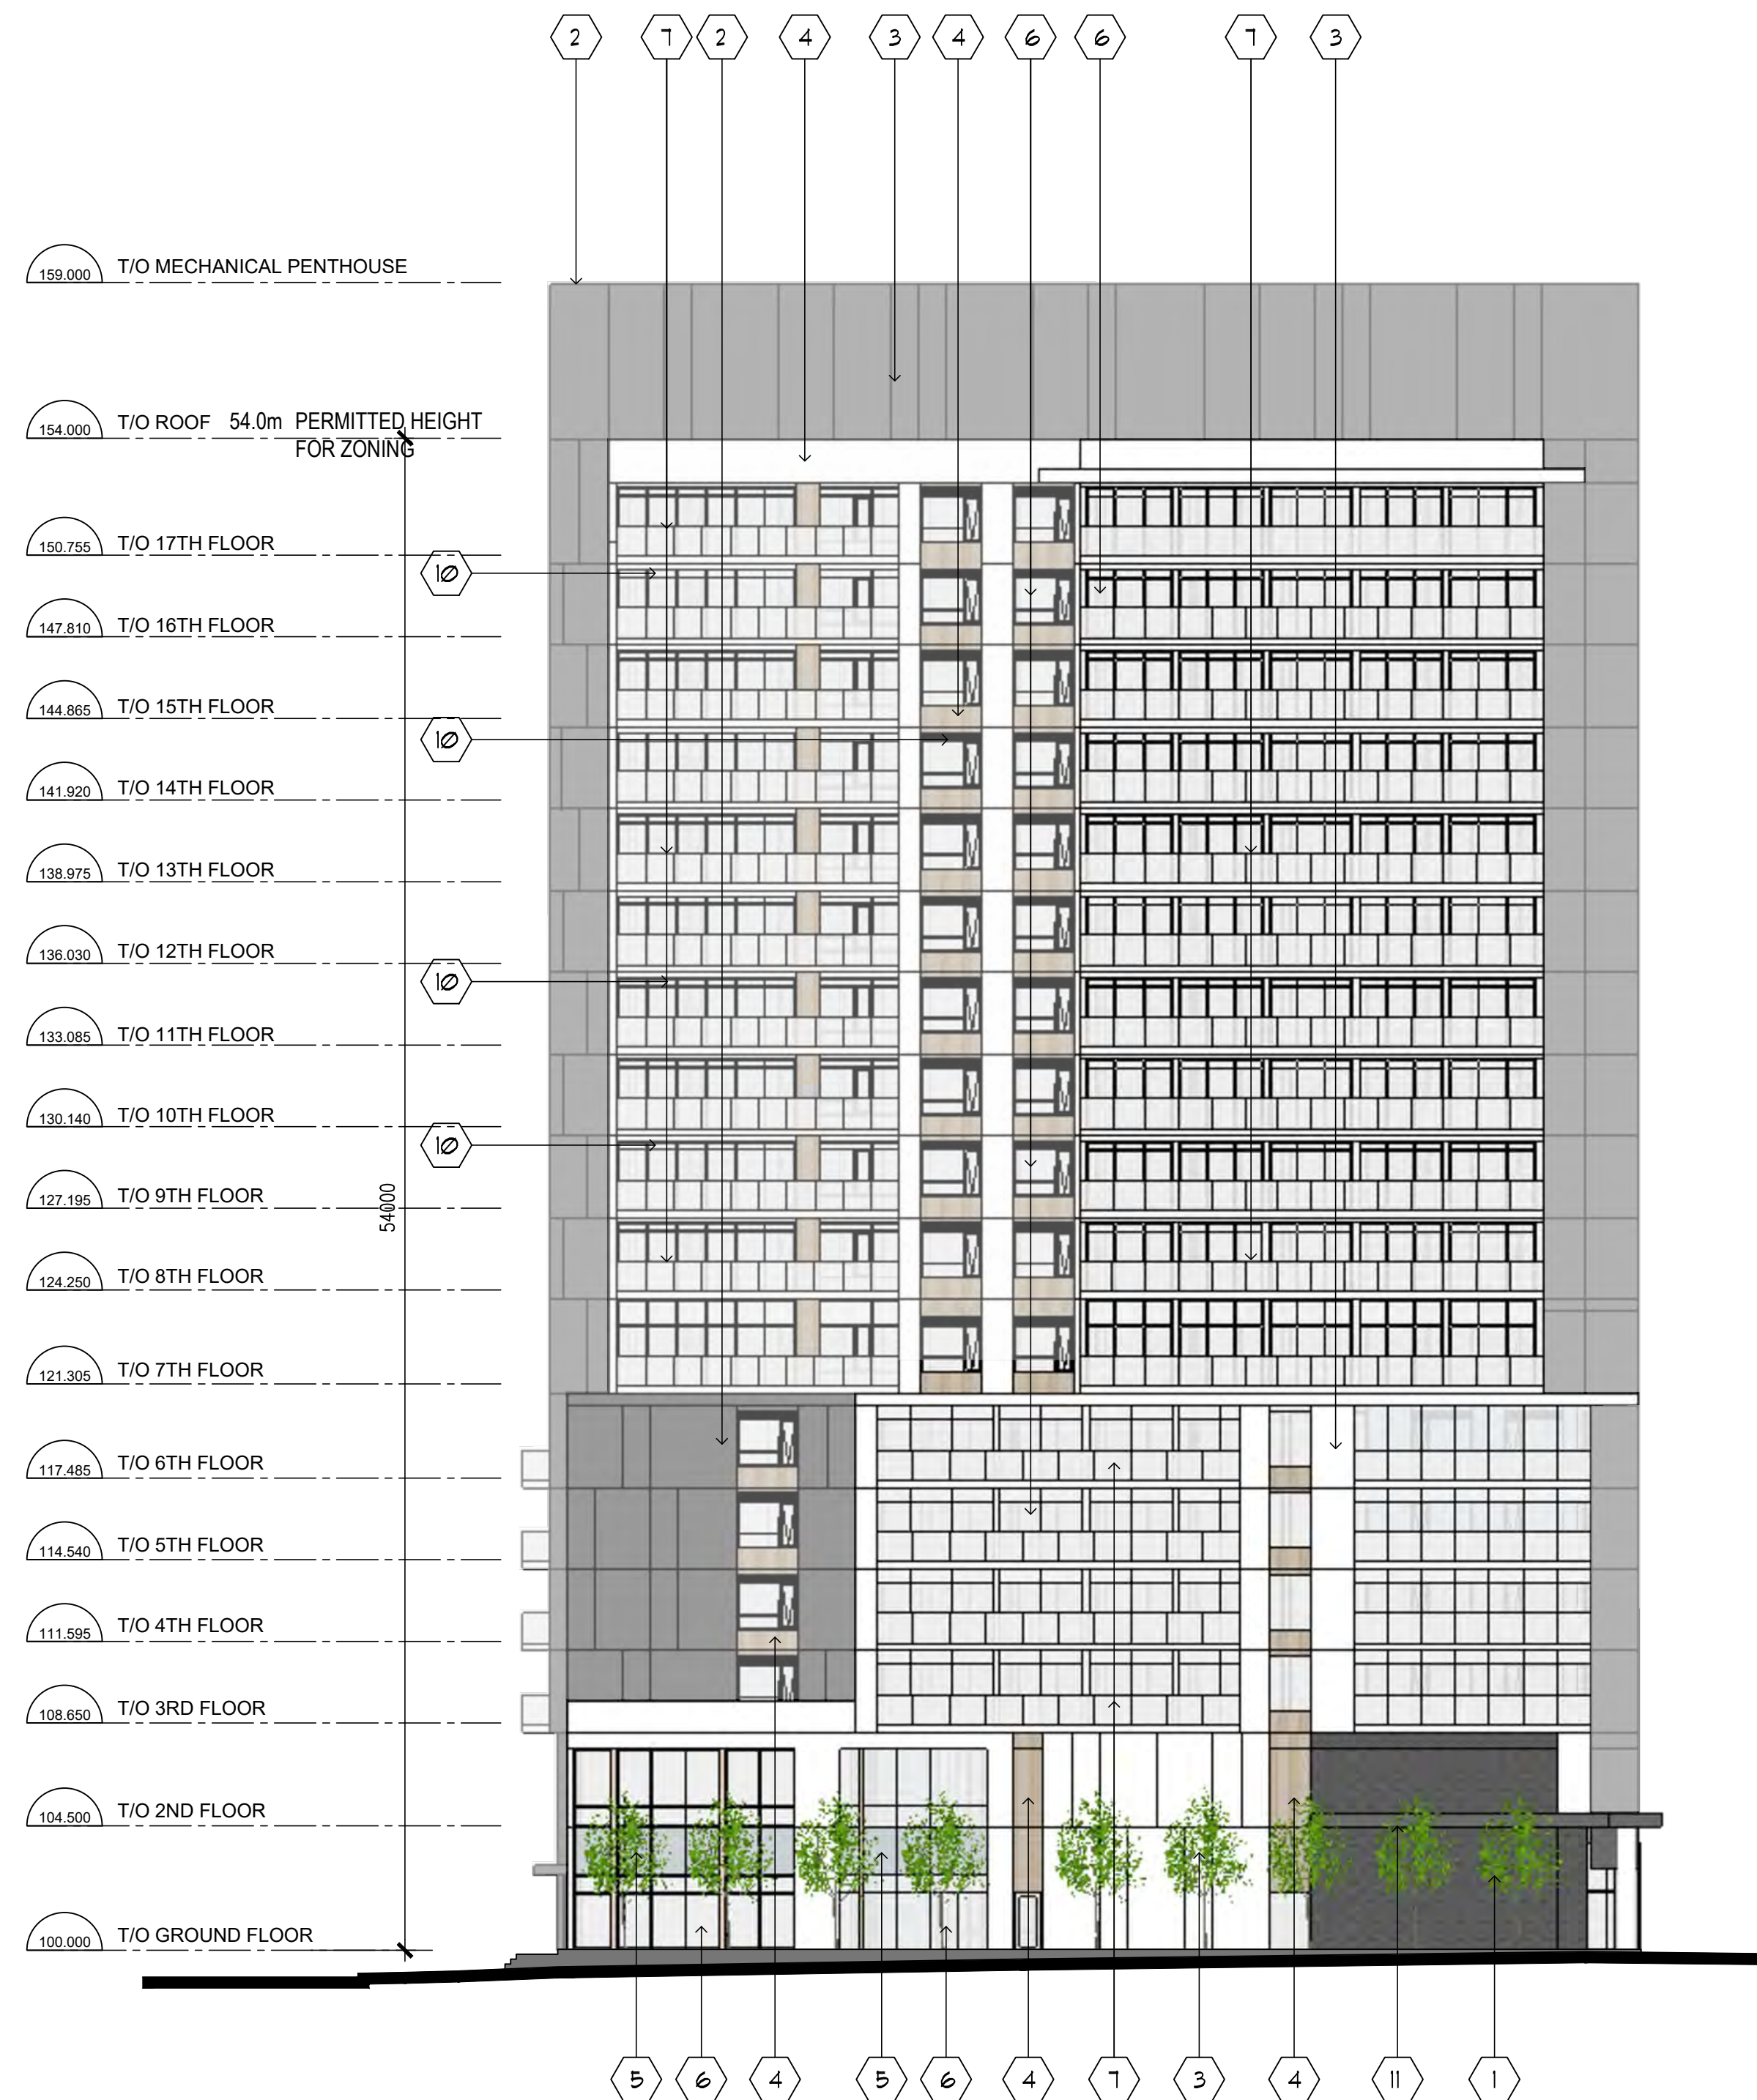 2 7 2 4 3 4 6 6 7 3
159.000 T/O MECHANICAL PENTHOUSE
154.000 T/O ROOF 54.0m PERMITTED HEIGHT
FOR ZONING
150.755 T/O 17TH FLOOR
10
147.810 T/O 16TH FLOOR
144.865 T/O 15TH FLOOR
10
141.920 T/O 14TH FLOOR
138.975 T/O 13TH FLOOR
136.030 T/O 12TH FLOOR
10
133.085 T/O 11TH FLOOR
130.140 T/O 10TH FLOOR
10
127.195 T/O 9TH FLOOR
54000
124.250 T/O 8TH FLOOR
121.305 T/O 7TH FLOOR
117.485 T/O 6TH FLOOR
114.540 T/O 5TH FLOOR
111.595 T/O 4TH FLOOR
108.650 T/O 3RD FLOOR
104.500 T/O 2ND FLOOR
100.000 T/O GROUND FLOOR
5 6 4 5 6 4 7 3 4 11 1